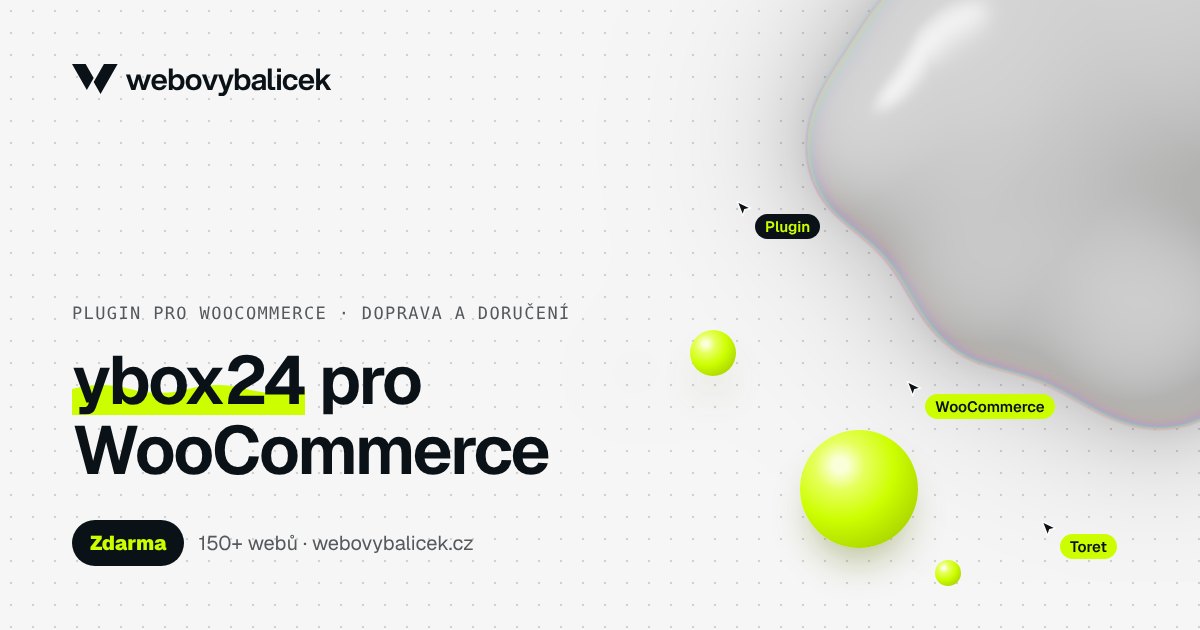 webovybalicek
Plugin
PLUGIN PRO WOOCOMMERCE · DOPRAVA A DORUČENÍ
ybox24 pro
WooCommerce
WooCommerce
Zdarma
150+ webů · webovybalicek.cz
Toret